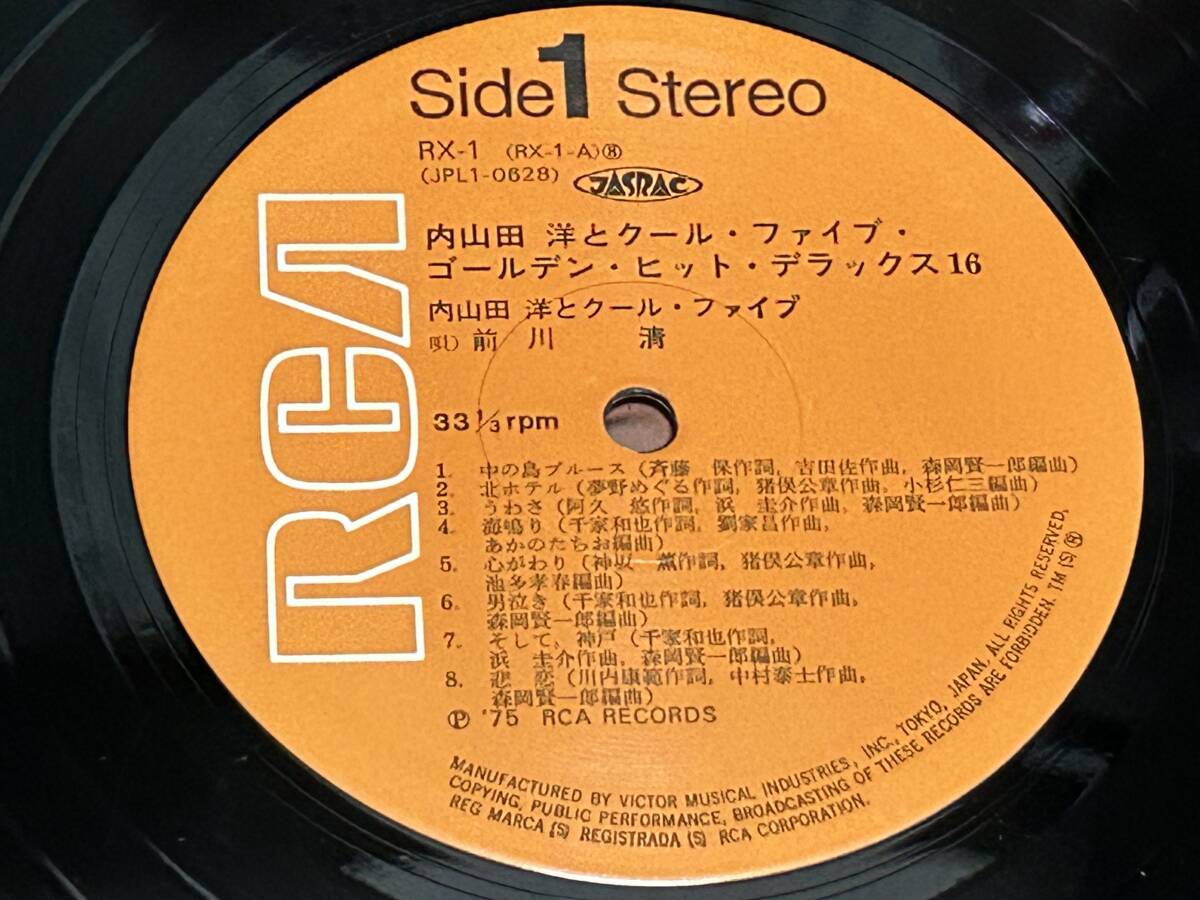 Side 1 Stereo
RX-1 (RX-1-A)Ⓡ
(JPL1-0628) JASRAC
RCA
内山田 洋とクール・ファイブ・
ゴールデン・ヒット・デラックス16
内山田 洋とクール・ファイブ
唄) 前川 清
33 1/3 rpm
1. 中の島ブルース (斉藤 保作詞, 吉田佐作曲, 森岡賢一郎編曲)
2. 北ホテル (夢野めぐる作詞, 猪俣公章作曲, 小杉仁三編曲)
3. うわさ (阿久 悠作詞, 浜 圭介作曲, 森岡賢一郎編曲)
4. 海鳴り (千家和也作詞, 劉家昌作曲,
あかのたちお編曲)
5. 心がわり (神坂 薫作詞, 猪俣公章作曲,
池多孝春編曲)
6. 男泣き (千家和也作詞, 猪俣公章作曲,
森岡賢一郎編曲)
7. そして、神戸 (千家和也作詞,
浜 圭介作曲, 森岡賢一郎編曲)
8. 悲 恋 (川内康範作詞, 中村泰士作曲,
森岡賢一郎編曲)
Ⓟ '75 RCA RECORDS
MANUFACTURED BY VICTOR MUSICAL INDUSTRIES, INC., TOKYO, JAPAN, ALL RIGHTS RESERVED,
COPYING, PUBLIC PERFORMANCE, BROADCASTING OF THESE RECORDS ARE FORBIDDEN. TM (S)
REG MARCA (S) REGISTRADA (S) RCA CORPORATION.